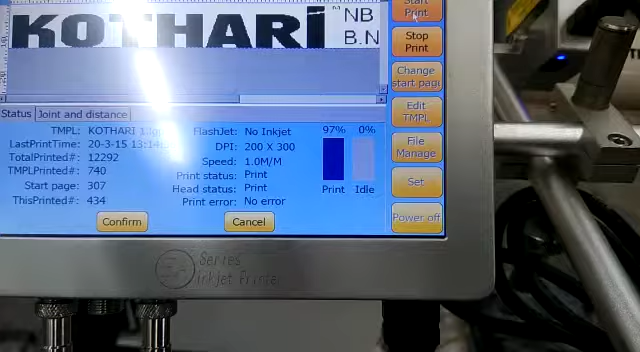 KOTHARI
™ NB
B.N
Start
Print
Stop
Print
Change
start page
Edit
TMPL
File
Manage
Set
Power off
Status
Joint and distance
TMPL: KOTHARI
LastPrintTime: 20-3-15 13:14
TotalPrinted#: 12292
TMPLPrinted#: 740
Start page: 307
ThisPrinted#: 434
FlashJet: No Inkjet
DPI: 200 X 300
Speed: 1.0M/M
Print status: Print
Head status: Print
Print error: No error
97% 0%
Print Idle
Confirm
Cancel
Series
Inkjet Printer